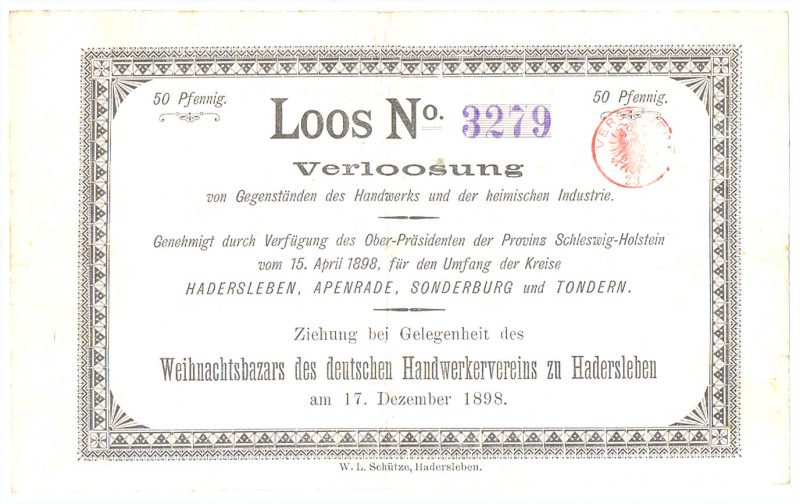 50 Pfennig.
LOOS No. 3279
50 Pfennig.
Verloosung
von Gegenständen des Handwerks und der heimischen Industrie.
Genehmigt durch Verfügung des Ober-Präsidenten der Provinz Schleswig-Holstein
vom 15. April 1898, für den Umfang der Kreise
HADERSLEBEN, APENRADE, SONDERBURG und TONDERN.
Ziehung bei Gelegenheit des
Weihnachtsbazars des deutschen Handwerkervereins zu Hadersleben
am 17. Dezember 1898.
W. L. Schütze, Hadersleben.